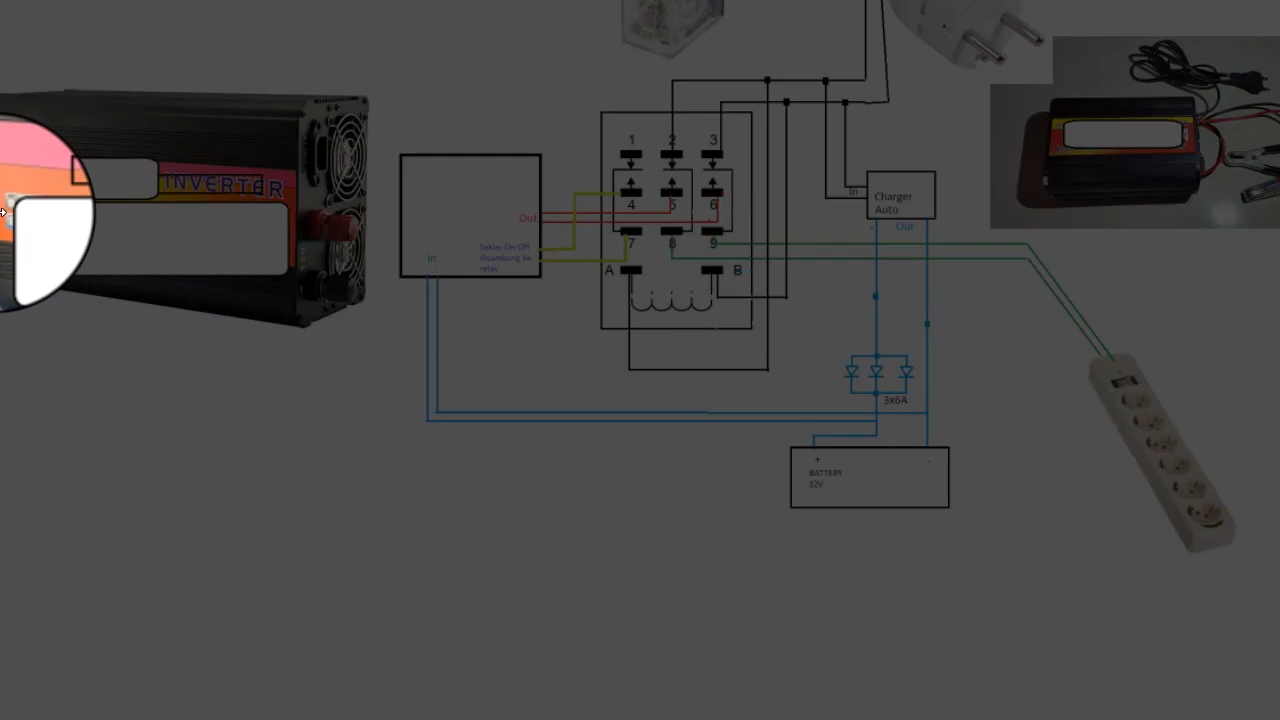 INVERTER
1 2 3
4 5 6
7 8 9
A B
Out
Saklar On-Off
disambung ke
relay
In
In
Charger
Auto
- Out
3x6A
+ -
BATTERY
12V